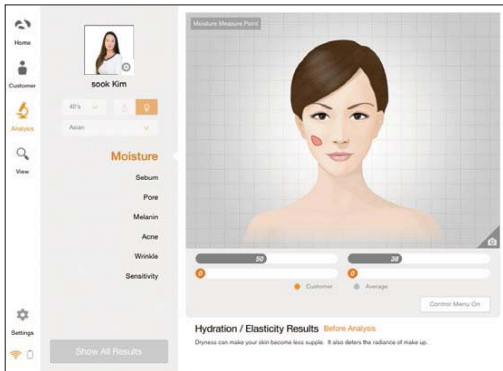 Home
Customer
Analysis
View
Settings
sook Kim
40's
Asian
Moisture
Sebum
Pore
Melanin
Acne
Wrinkle
Sensitivity
Show All Results
Moisture Measure Point
50
38
0
0
Customer
Average
Control Menu On
Hydration / Elasticity Results Before Analysis
Dryness can make your skin become less supple. It also deters the radiance of make up.